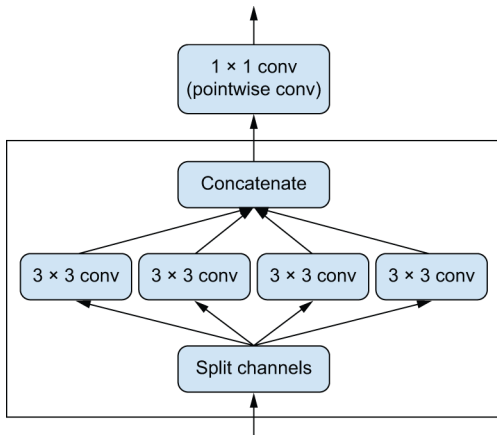 1 × 1 conv
(pointwise conv)
Concatenate
3 × 3 conv
3 × 3 conv
3 × 3 conv
3 × 3 conv
Split channels